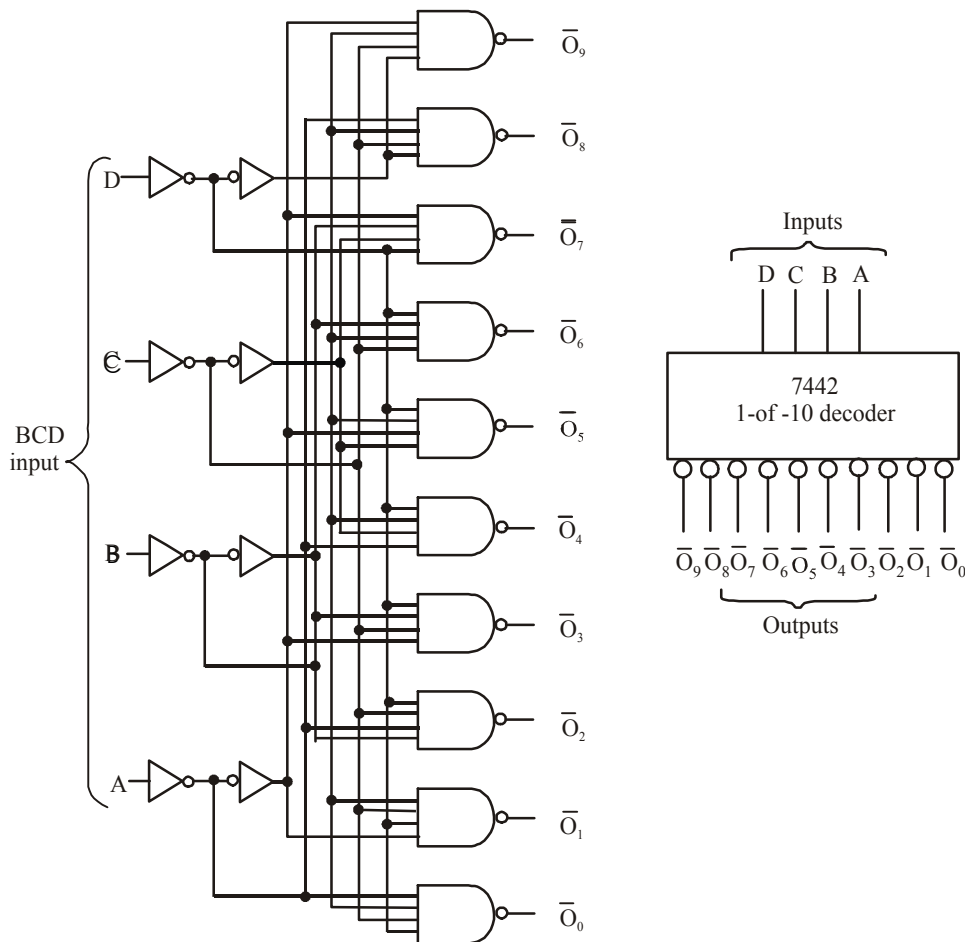 O̅₉
O̅₈
D
O̅₇
O̅₆
C
BCD
input
O̅₅
O̅₄
B
O̅₃
O̅₂
A
O̅₁
O̅₀
Inputs
D C B A
7442
1-of -10 decoder
O̅₉ O̅₈ O̅₇ O̅₆ O̅₅ O̅₄ O̅₃ O̅₂ O̅₁ O̅₀
Outputs